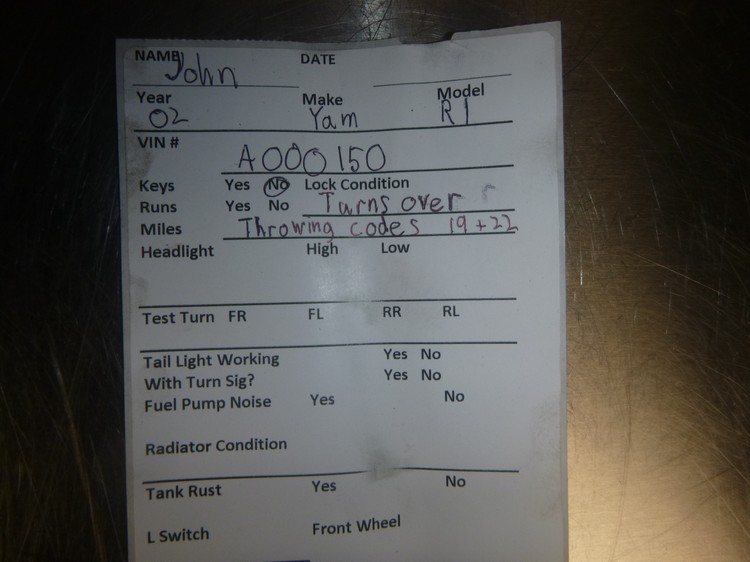 NAME John DATE
Year Make Model
02 Yam R1
VIN #
A000150
Keys Yes No Lock Condition
Runs Yes No Turns over r
Miles Throwing codes 19+22
Headlight High Low
Test Turn FR FL RR RL
Tail Light Working Yes No
With Turn Sig? Yes No
Fuel Pump Noise Yes No
Radiator Condition
Tank Rust Yes No
L Switch Front Wheel